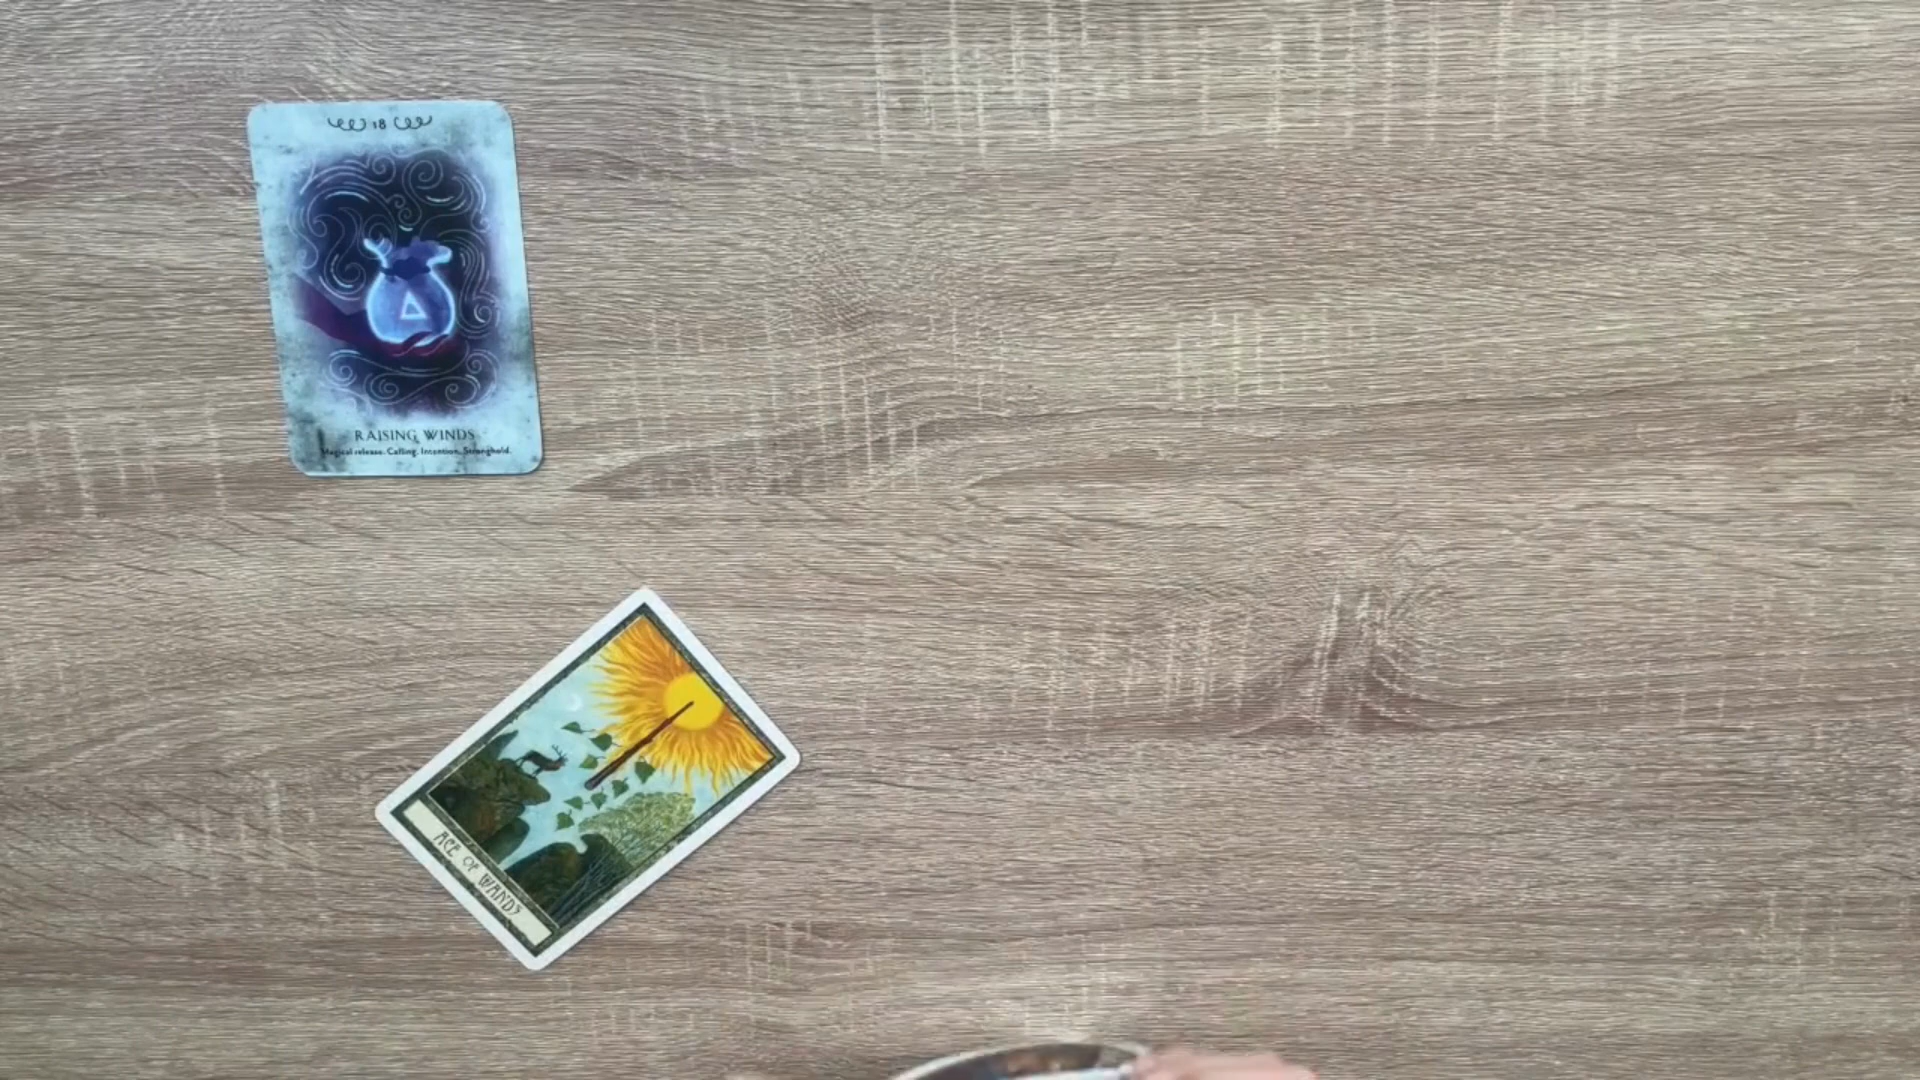 18
RAISING WINDS
Magical release. Calling. Intention. Stronghold.
ACE OF WANDS